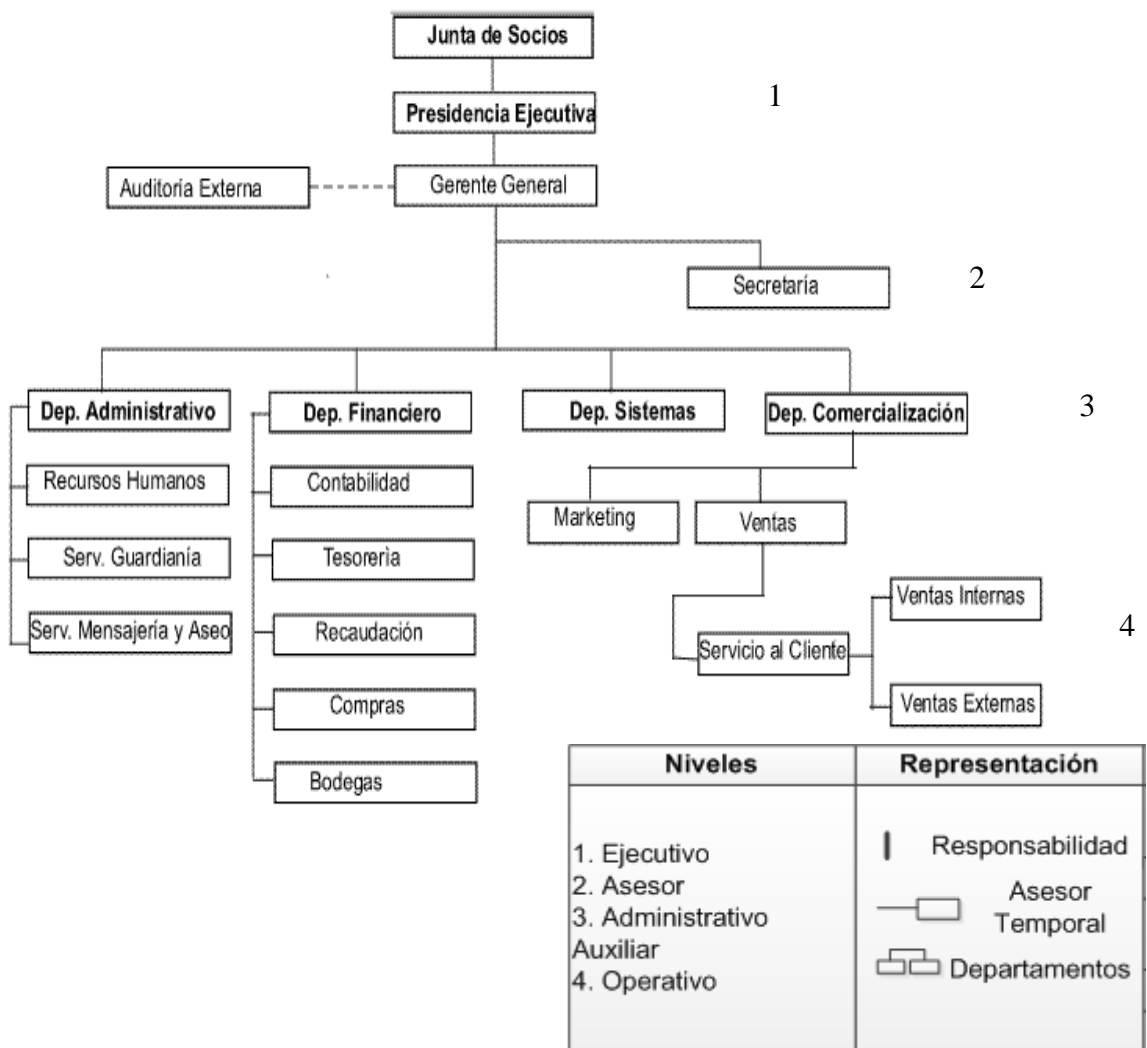 Junta de Socios
1
Presidencia Ejecutiva
Auditoría Externa
Gerente General
Secretaría
2
Dep. Administrativo
Dep. Financiero
Dep. Sistemas
Dep. Comercialización
3
Recursos Humanos
Contabilidad
Marketing
Ventas
Serv. Guardianía
Tesorerìa
Ventas Internas
Serv. Mensajería y Aseo
Recaudación
Servicio al Cliente
4
Compras
Ventas Externas
Bodegas
Niveles
Representación
1. Ejecutivo
2. Asesor
3. Administrativo
Auxiliar
4. Operativo
Responsabilidad
Asesor
Temporal
Departamentos